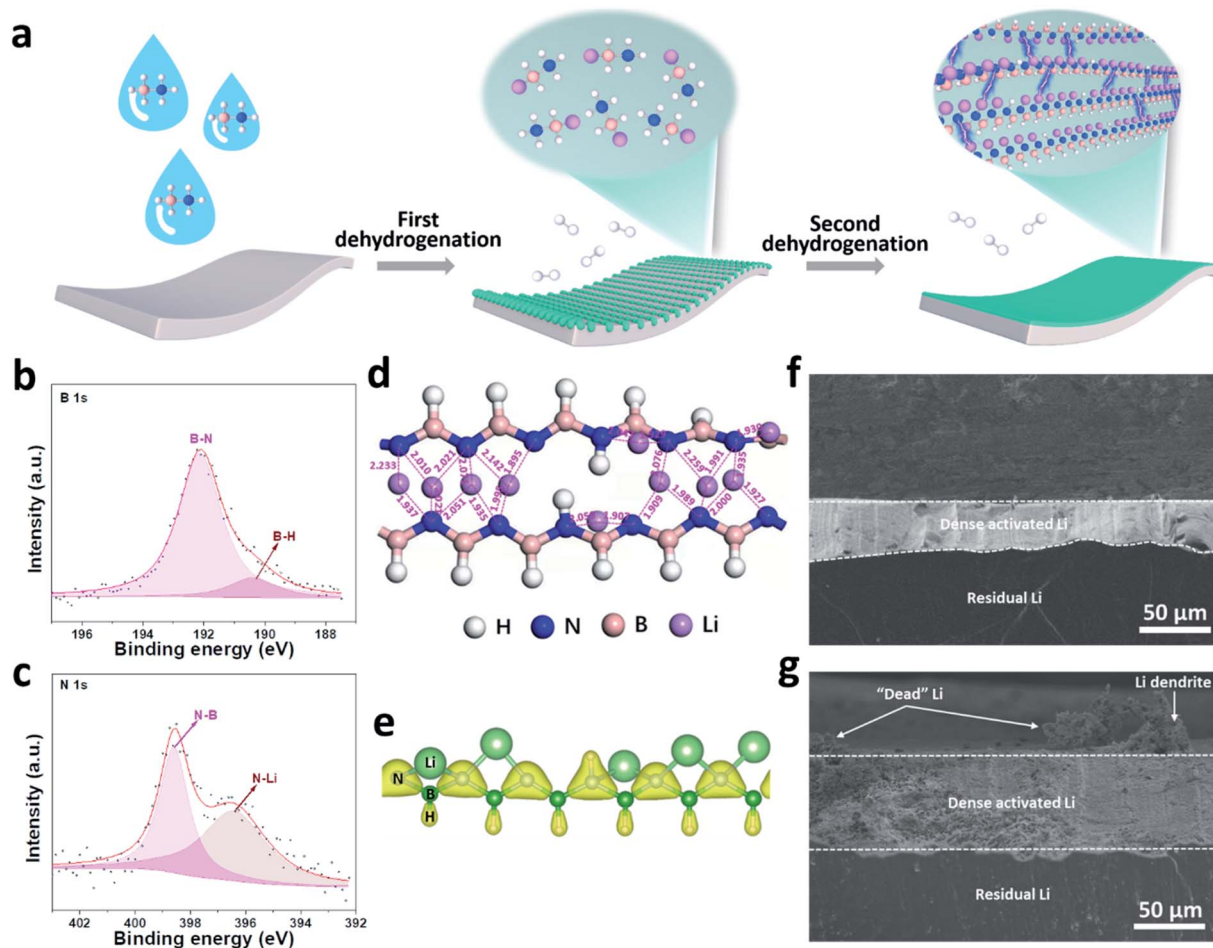 a
First
dehydrogenation
Second
dehydrogenation
b
B 1s
B-N
B-H
Intensity (a.u.)
196 194 192 190 188
Binding energy (eV)
c
N 1s
N-B
N-Li
Intensity (a.u.)
402 400 398 396 394 392
Binding energy (eV)
d
1.930
2.233
2.010
2.021
2.142
1.895
2.259
1.991
1.935
1.937
2.051
1.935
1.909
1.989
2.000
1.927
H N B Li
e
Li
N
B
H
f
Dense activated Li
Residual Li
50 μm
g
“Dead” Li
Li dendrite
Dense activated Li
Residual Li
50 μm